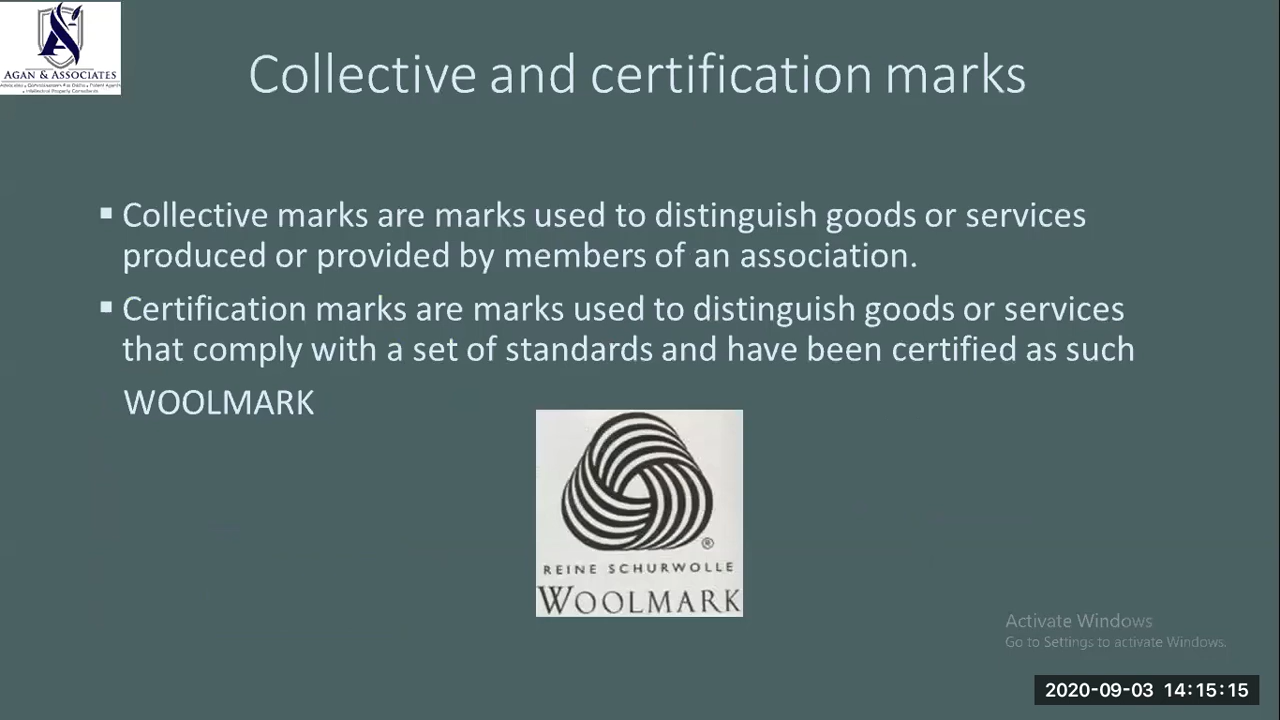 AGAN & ASSOCIATES
Collective and certification marks
▪ Collective marks are marks used to distinguish goods or services
produced or provided by members of an association.
▪ Certification marks are marks used to distinguish goods or services
that comply with a set of standards and have been certified as such
WOOLMARK
®
REINE SCHURWOLLE
WOOLMARK
Activate Windows
Go to Settings to activate Windows.
2020-09-03 14:15:15